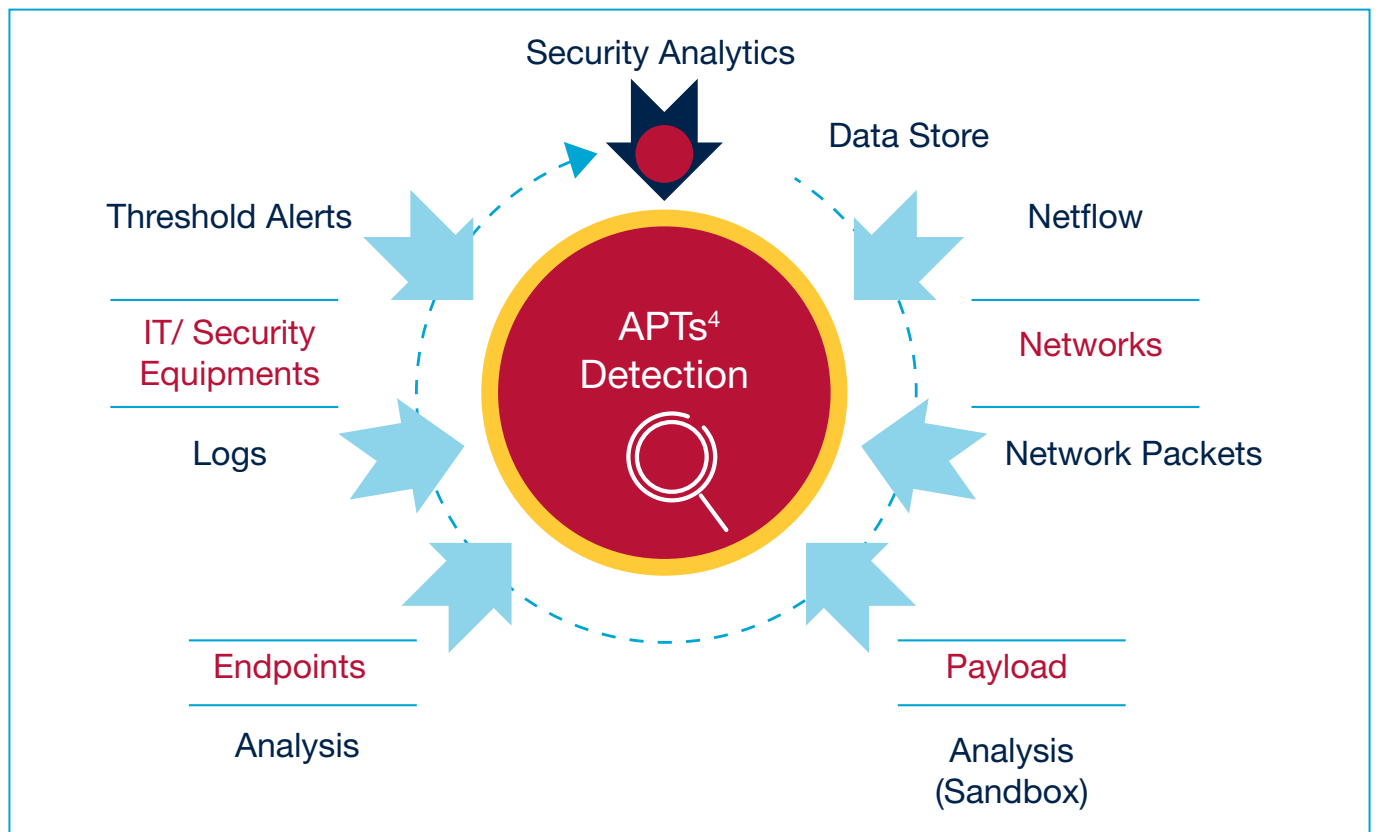 Security Analytics
Data Store
Threshold Alerts
Netflow
IT/ Security
Equipments
APTs⁴
Detection
Networks
Logs
Network Packets
Endpoints
Payload
Analysis
Analysis
(Sandbox)